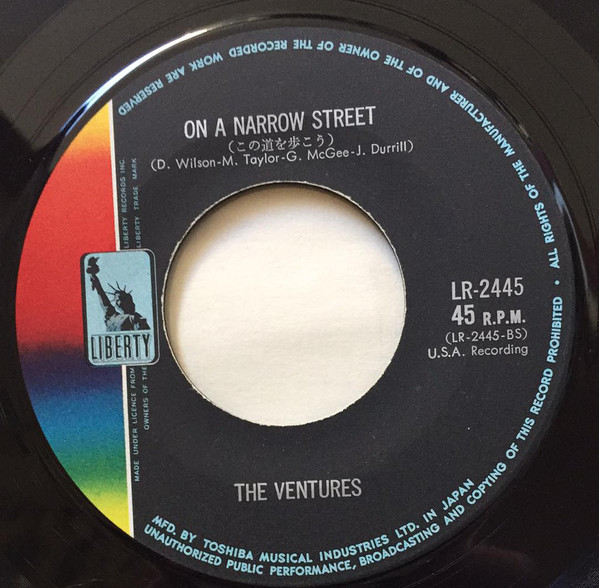 ON A NARROW STREET
(この道を歩こう)
(D. Wilson-M. Taylor-G. McGee-J. Durrill)
LR-2445
45 R.P.M.
(LR-2445-BS)
U.S.A. Recording
LIBERTY
LIBERTY RECORDS INC.
LIBERTY TRADE MARK
MADE UNDER LICENCE FROM
OWNERS OF THE
THE VENTURES
MFD. BY TOSHIBA MUSICAL INDUSTRIES LTD. IN JAPAN
ALL RIGHTS OF THE MANUFACTURER AND OF THE OWNER OF THE RECORDED WORK ARE RESERVED
UNAUTHORIZED PUBLIC PERFORMANCE, BROADCASTING AND COPYING OF THIS RECORD PROHIBITED •